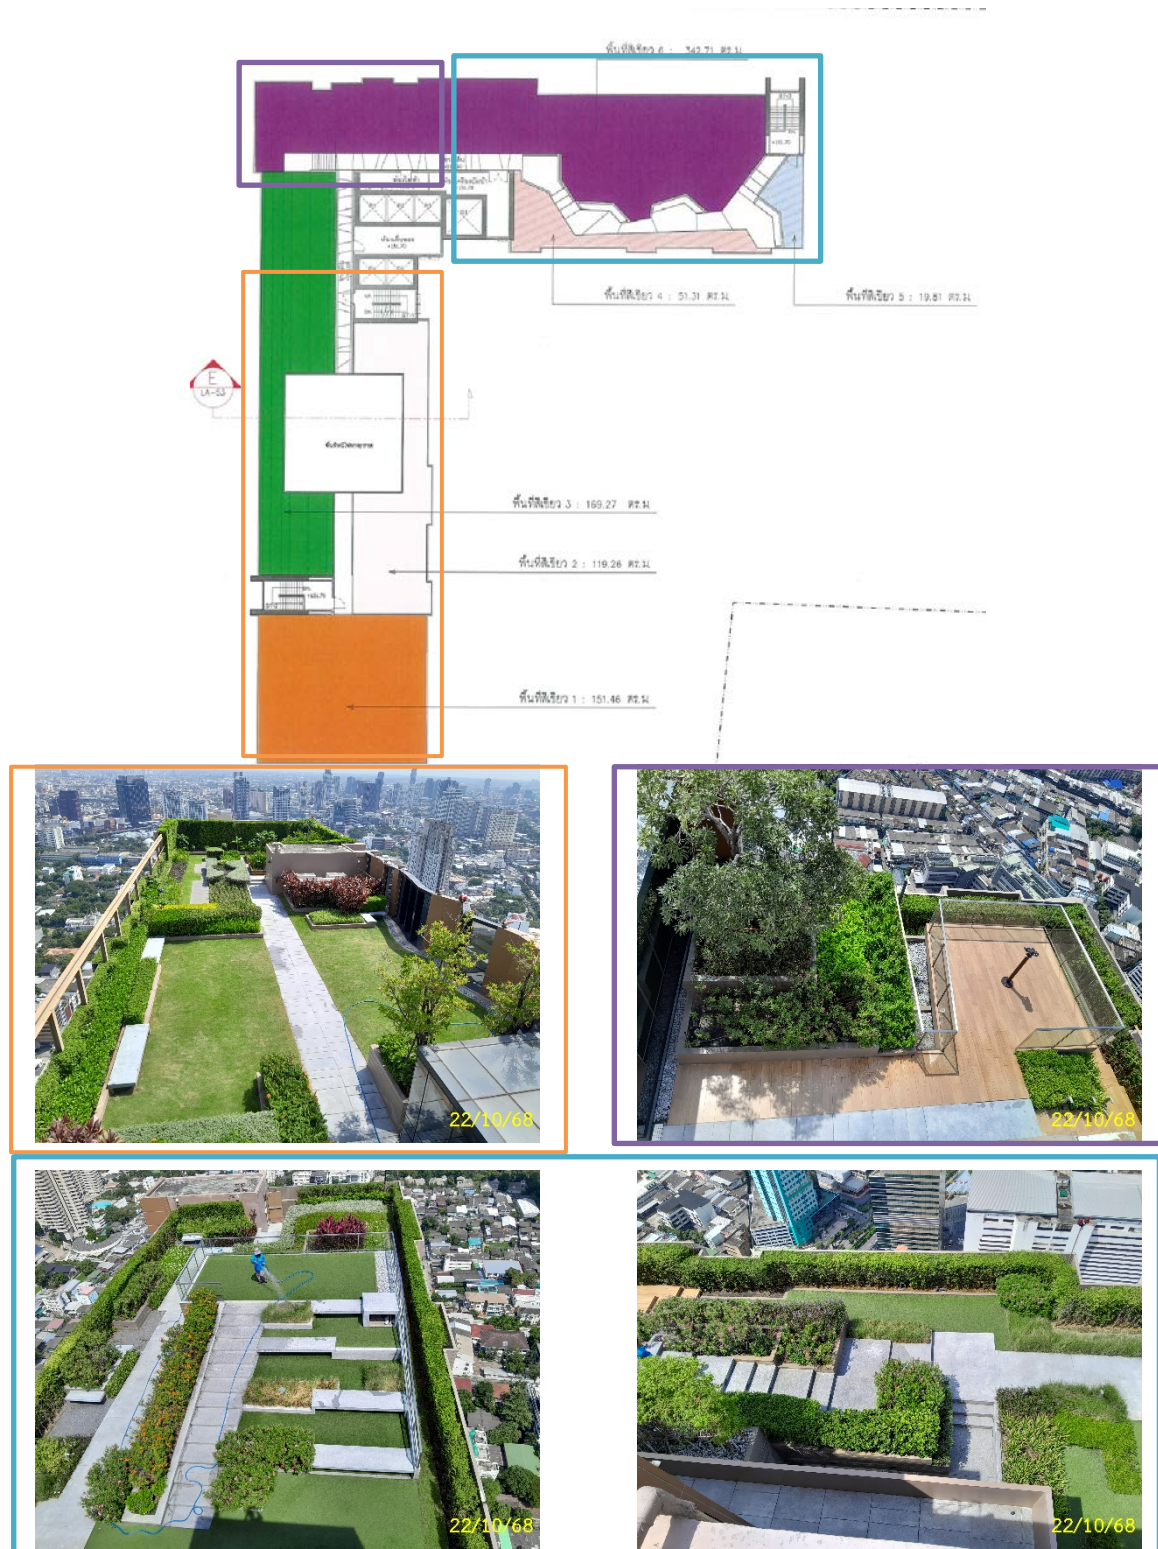 พื้นที่สีเขียว 6 : 342.71 ตร.ม.
พื้นที่สีเขียว 4 : 51.31 ตร.ม.
พื้นที่สีเขียว 5 : 19.81 ตร.ม.
E
LA-53
พื้นที่สีเขียว 3 : 169.27 ตร.ม.
พื้นที่สีเขียว 2 : 119.26 ตร.ม.
พื้นที่สีเขียว 1 : 151.46 ตร.ม.
22/10/68
22/10/68
22/10/68
22/10/68